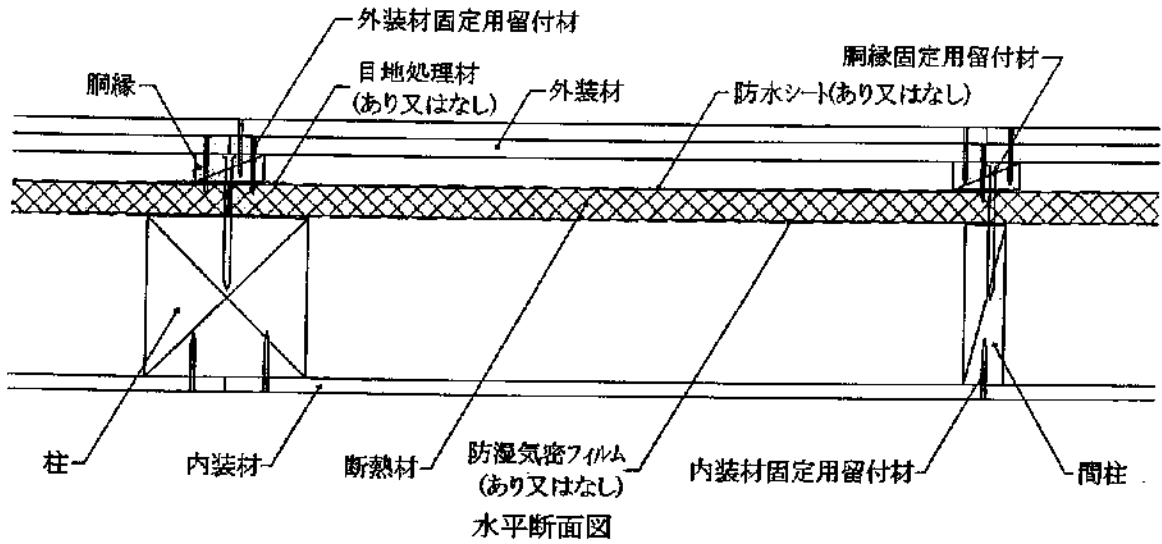 外装材固定用留付材
胴縁
目地処理材
(あり又はなし)
外装材
防水シート(あり又はなし)
胴縁固定用留付材
柱
内装材
断熱材
防湿気密フィルム
(あり又はなし)
内装材固定用留付材
間柱
水平断面図